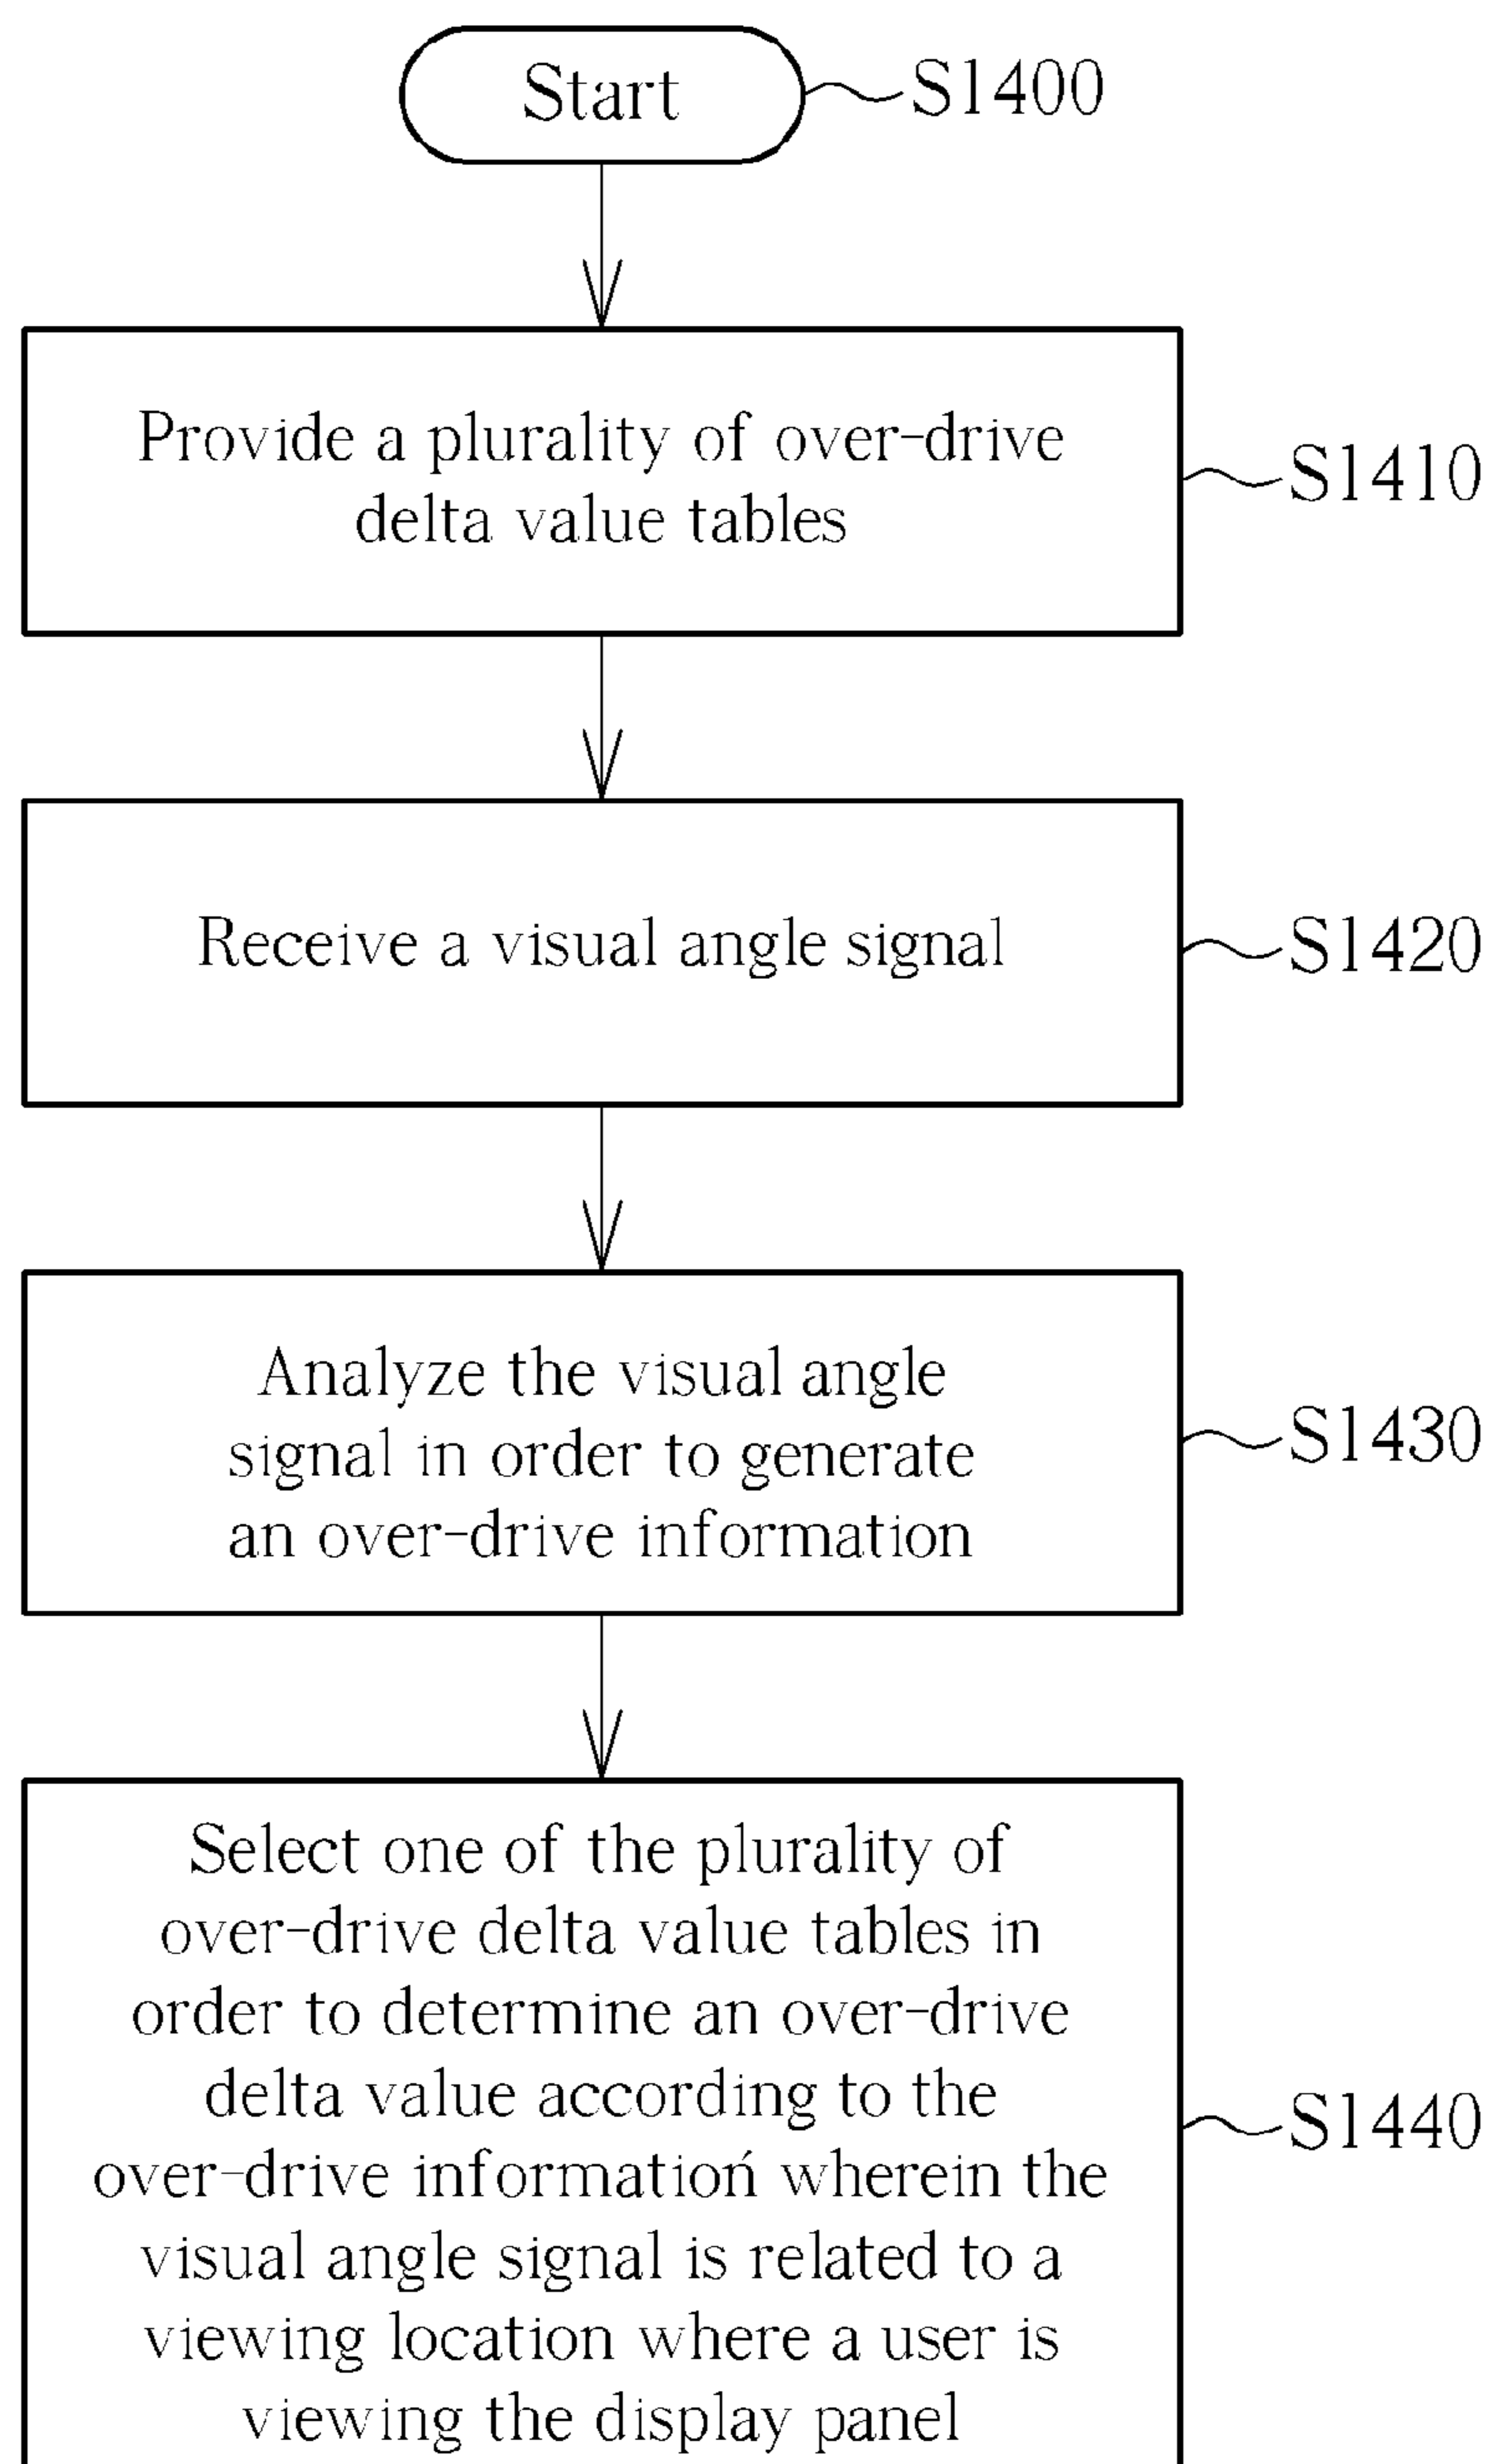 Start
S1400
Provide a plurality of over-drive
delta value tables
S1410
Receive a visual angle signal
S1420
Analyze the visual angle
signal in order to generate
an over-drive information
S1430
Select one of the plurality of
over-drive delta value tables in
order to determine an over-drive
delta value according to the
over-drive informatioń wherein the
visual angle signal is related to a
viewing location where a user is
viewing the display panel
S1440